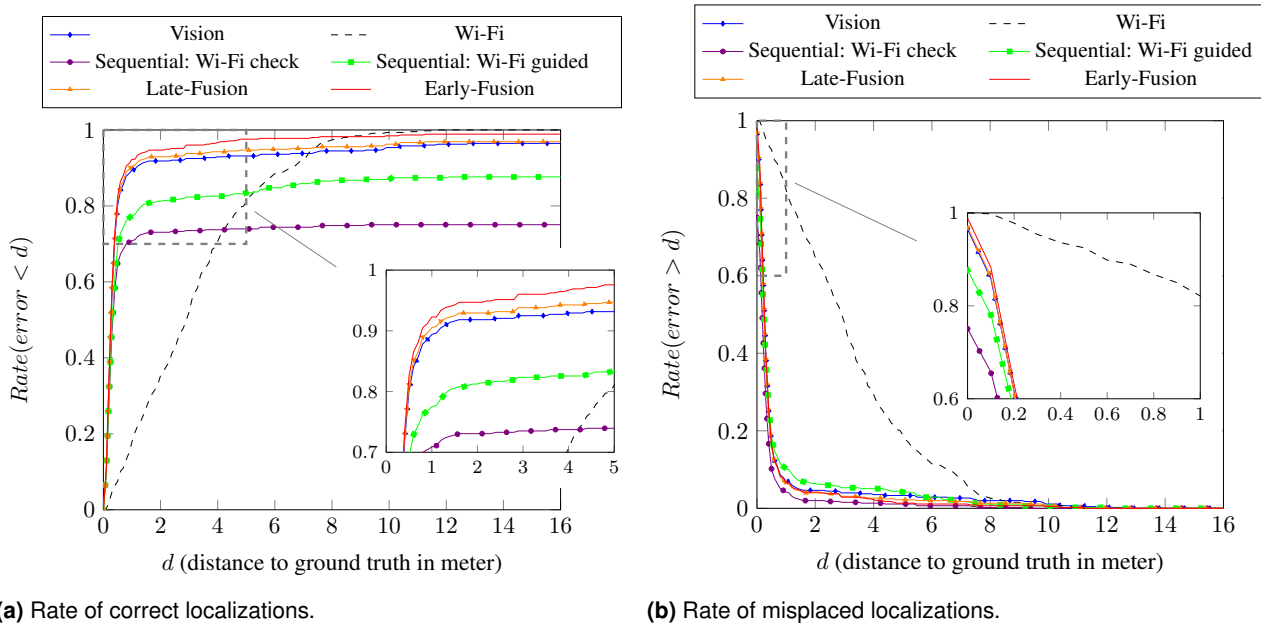 Vision
Wi-Fi
Sequential: Wi-Fi check
Sequential: Wi-Fi guided
Late-Fusion
Early-Fusion
1
0.8
0.6
0.4
0.2
0
0 2 4 6 8 10 12 14 16
Rate(error < d)
d (distance to ground truth in meter)
1
0.9
0.8
0.7
0 1 2 3 4 5
(a) Rate of correct localizations.
Vision
Wi-Fi
Sequential: Wi-Fi check
Sequential: Wi-Fi guided
Late-Fusion
Early-Fusion
1
0.8
0.6
0.4
0.2
0
0 2 4 6 8 10 12 14 16
Rate(error > d)
d (distance to ground truth in meter)
1
0.8
0.6
0 0.2 0.4 0.6 0.8 1
(b) Rate of misplaced localizations.